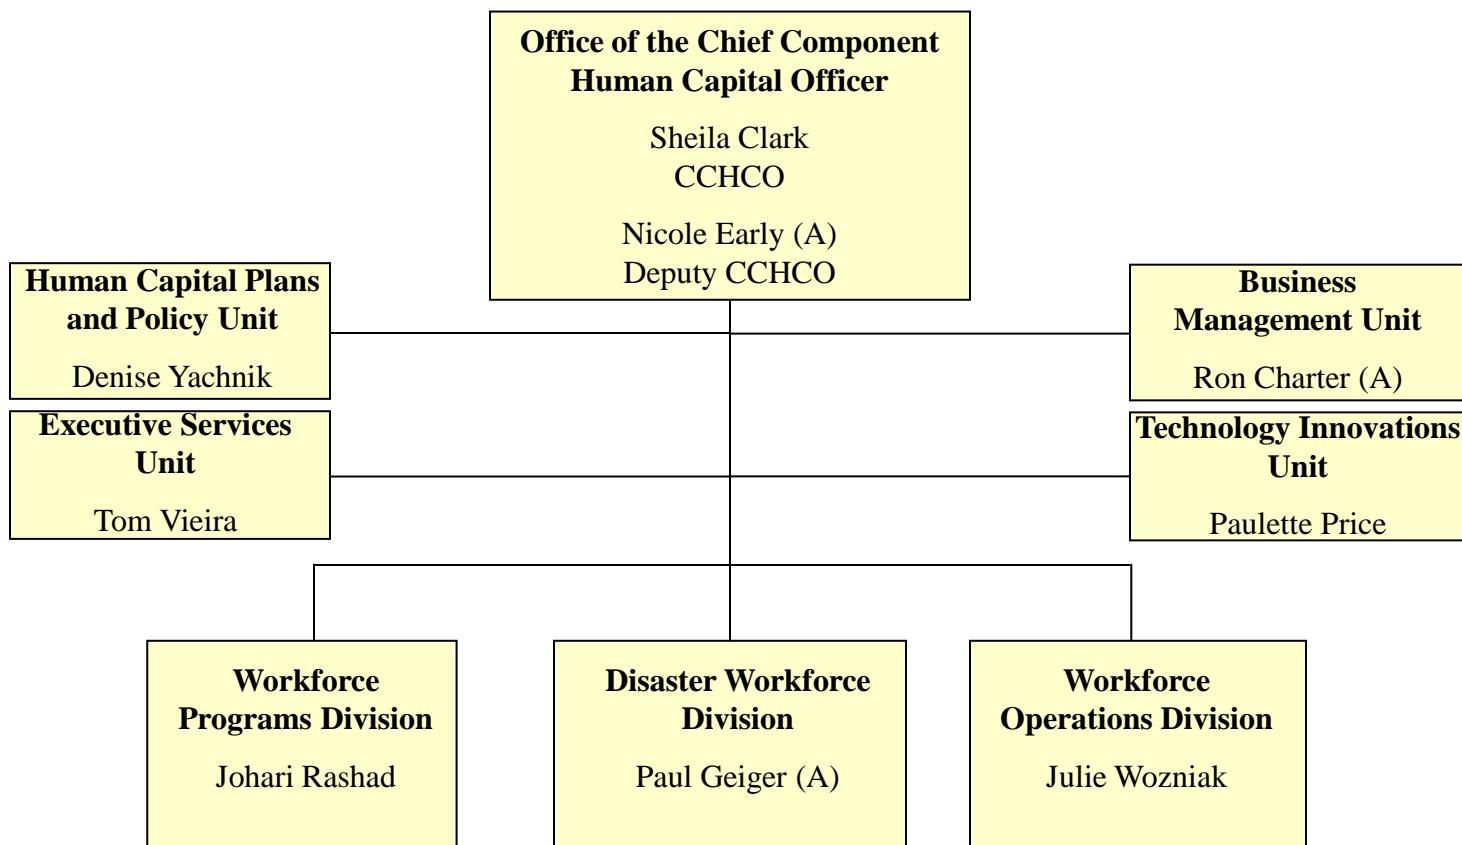 Office of the Chief Component
Human Capital Officer
Sheila Clark
CCHCO
Nicole Early (A)
Deputy CCHCO
Human Capital Plans
and Policy Unit
Denise Yachnik
Business
Management Unit
Ron Charter (A)
Executive Services
Unit
Tom Vieira
Technology Innovations
Unit
Paulette Price
Workforce
Programs Division
Johari Rashad
Disaster Workforce
Division
Paul Geiger (A)
Workforce
Operations Division
Julie Wozniak